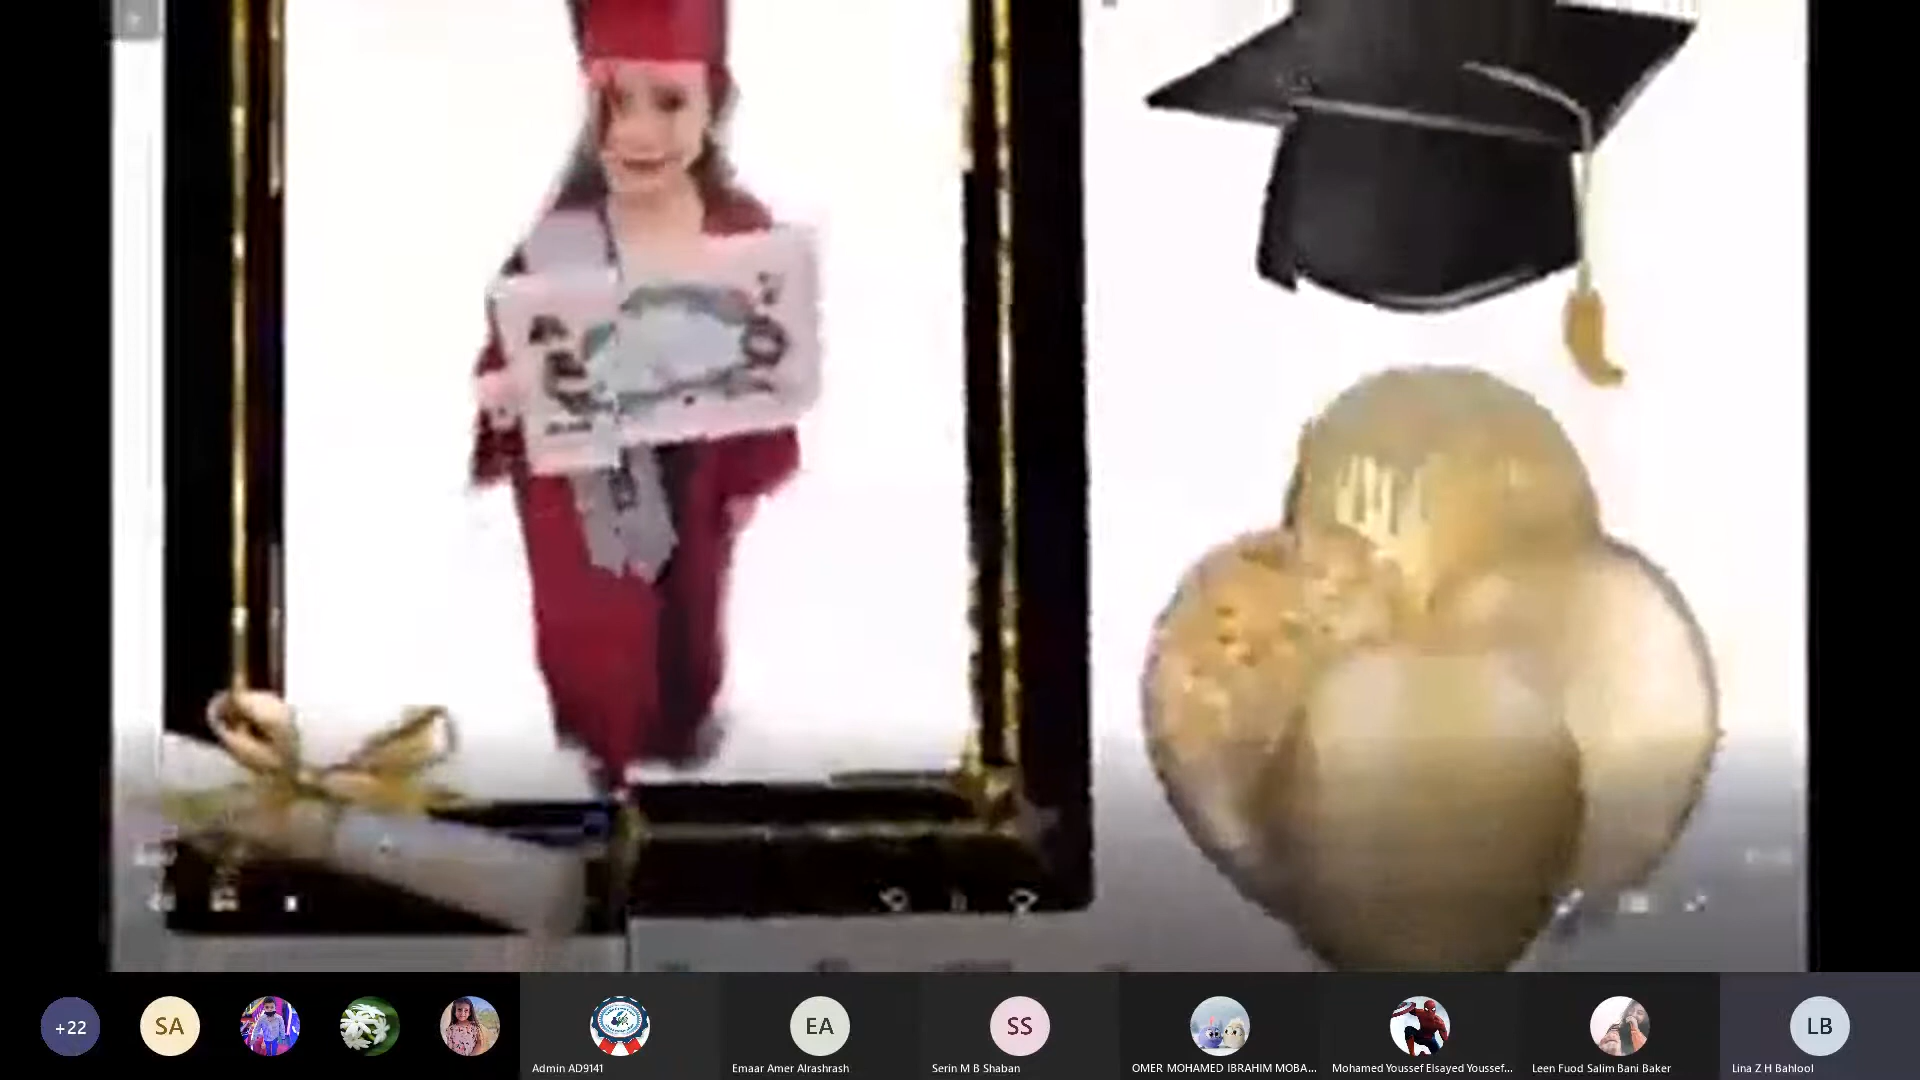 +22
SA
EA
SS
LB
Admin AD9141
Emaar Amer Alrashrash
Serin M B Shaban
OMER MOHAMED IBRAHIM MOBA...
Mohamed Youssef Elsayed Youssef...
Leen Fuod Salim Bani Baker
Lina Z H Bahlool